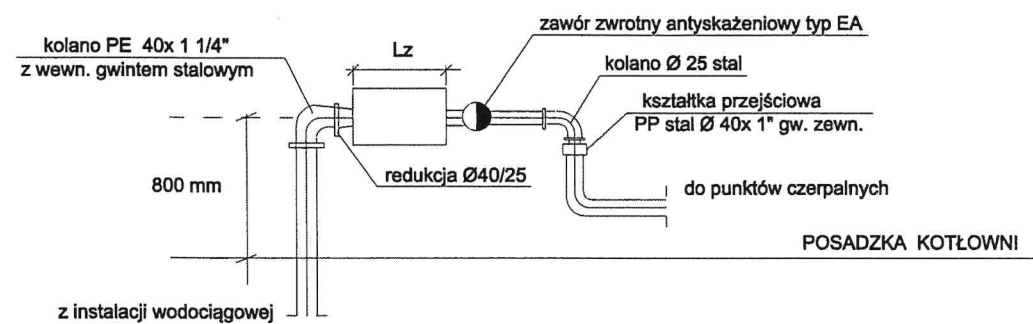 zawór zwrotny antyskażeniowy typ EA
kolano PE 40x 1 1/4"
z wewn. gwintem stalowym
Lz
kolano Ø 25 stal
kształtka przejściowa
PP stal Ø 40x 1" gw. zewn.
800 mm
redukcja Ø40/25
do punktów czerpalnych
POSADZKA KOTŁOWNI
z instalacji wodociągowej